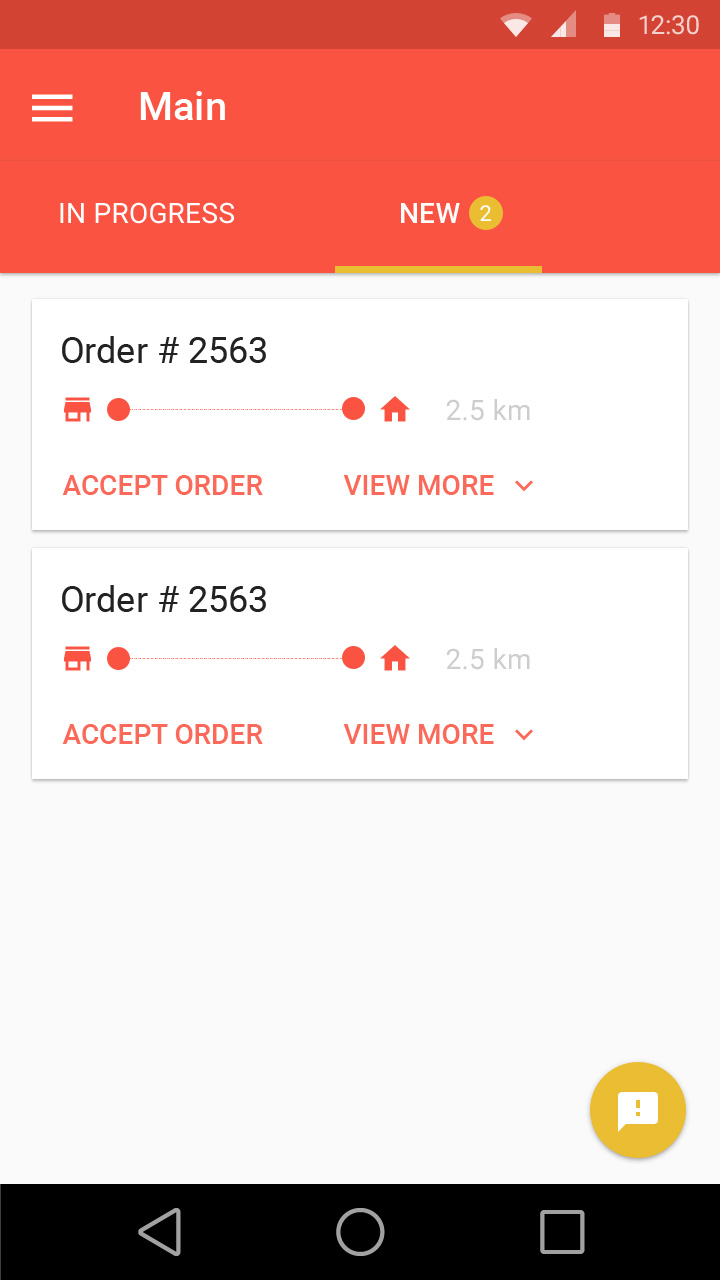 12:30
Main
IN PROGRESS
NEW 2
Order # 2563
2.5 km
ACCEPT ORDER
VIEW MORE
Order # 2563
2.5 km
ACCEPT ORDER
VIEW MORE